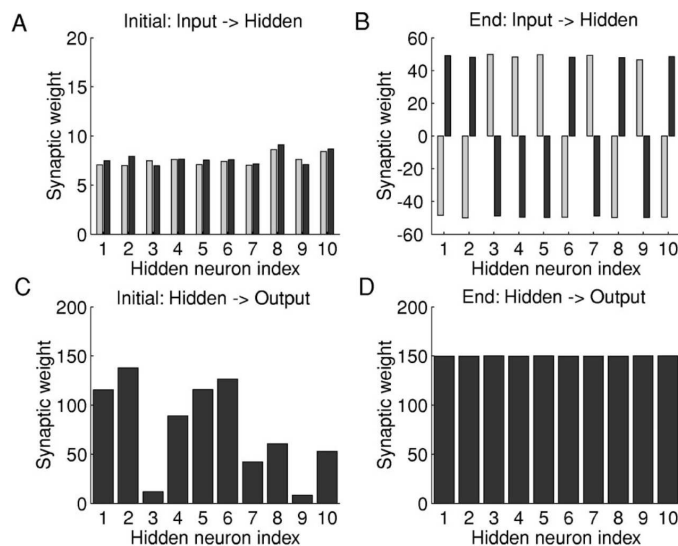 A
Initial: Input -> Hidden
20
15
10
5
0
Synaptic weight
1 2 3 4 5 6 7 8 9 10
Hidden neuron index
B
End: Input -> Hidden
60
40
20
0
-20
-40
-60
Synaptic weight
1 2 3 4 5 6 7 8 9 10
Hidden neuron index
C
Initial: Hidden -> Output
200
150
100
50
0
Synaptic weight
1 2 3 4 5 6 7 8 9 10
Hidden neuron index
D
End: Hidden -> Output
200
150
100
50
0
Synaptic weight
1 2 3 4 5 6 7 8 9 10
Hidden neuron index